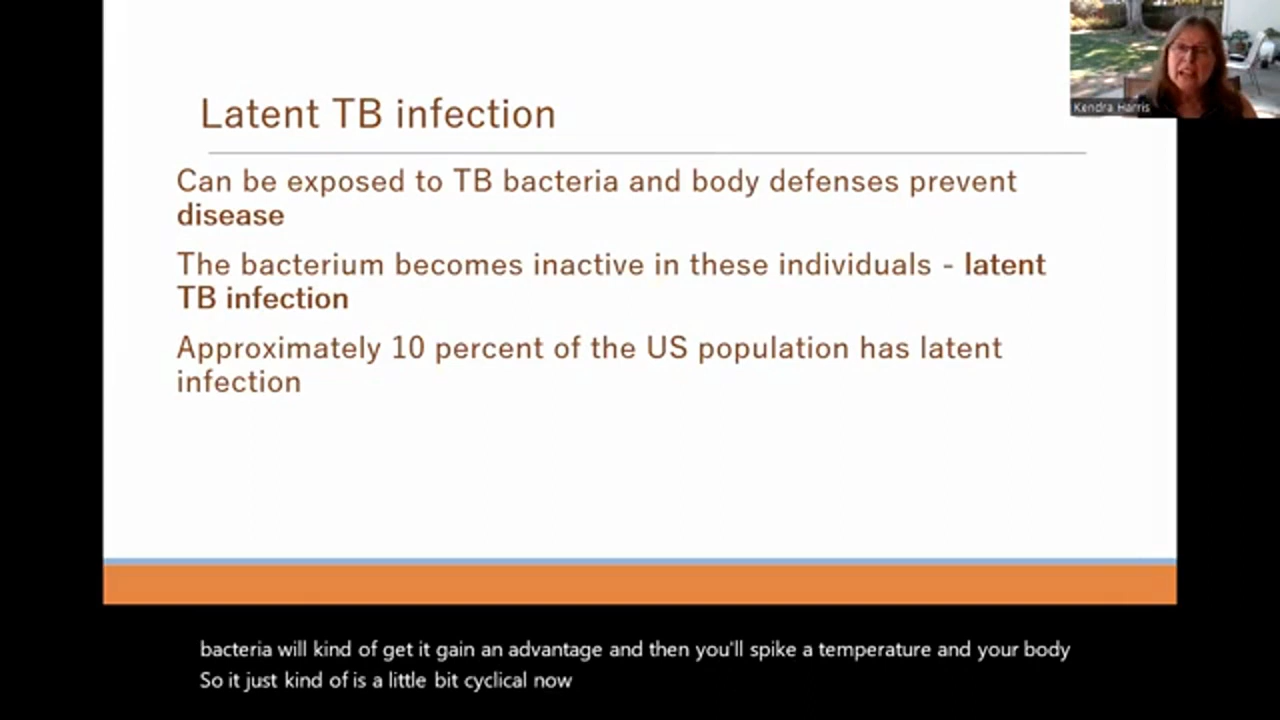 Latent TB infection
Kendra Harris
Can be exposed to TB bacteria and body defenses prevent
disease
The bacterium becomes inactive in these individuals - latent
TB infection
Approximately 10 percent of the US population has latent
infection
bacteria will kind of get it gain an advantage and then you'll spike a temperature and your body
So it just kind of is a little bit cyclical now